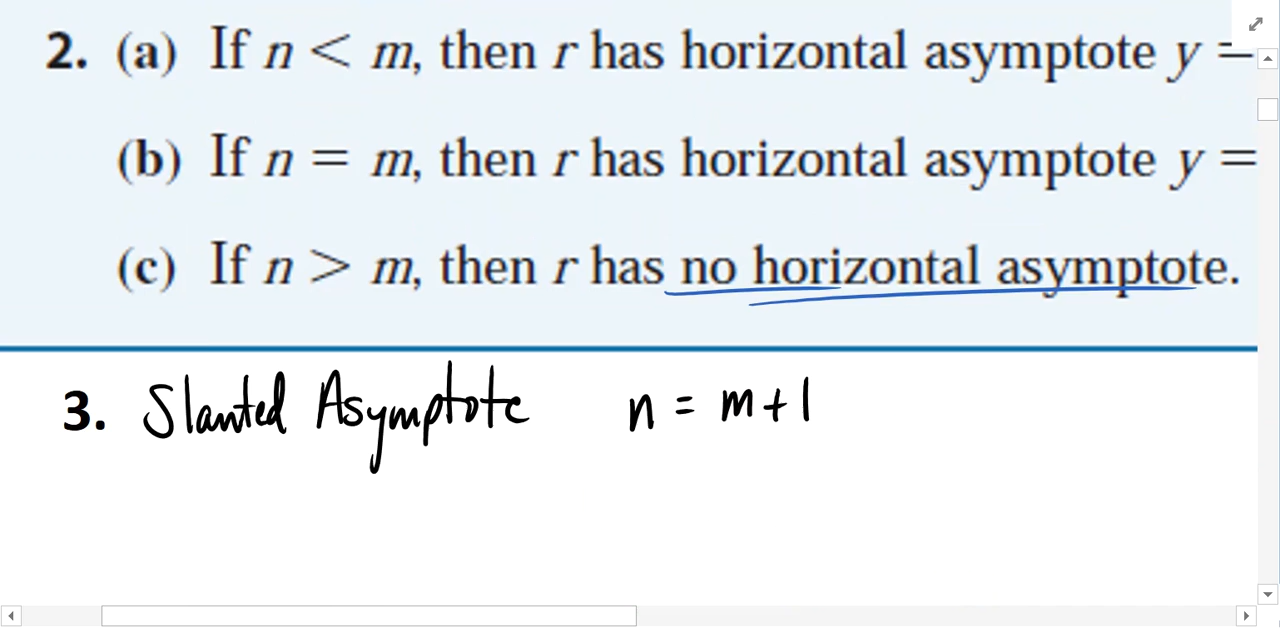 2. (a) If n < m, then r has horizontal asymptote y =
(b) If n = m, then r has horizontal asymptote y =
(c) If n > m, then r has no horizontal asymptote.
3. Slanted Asymptote n = m + 1